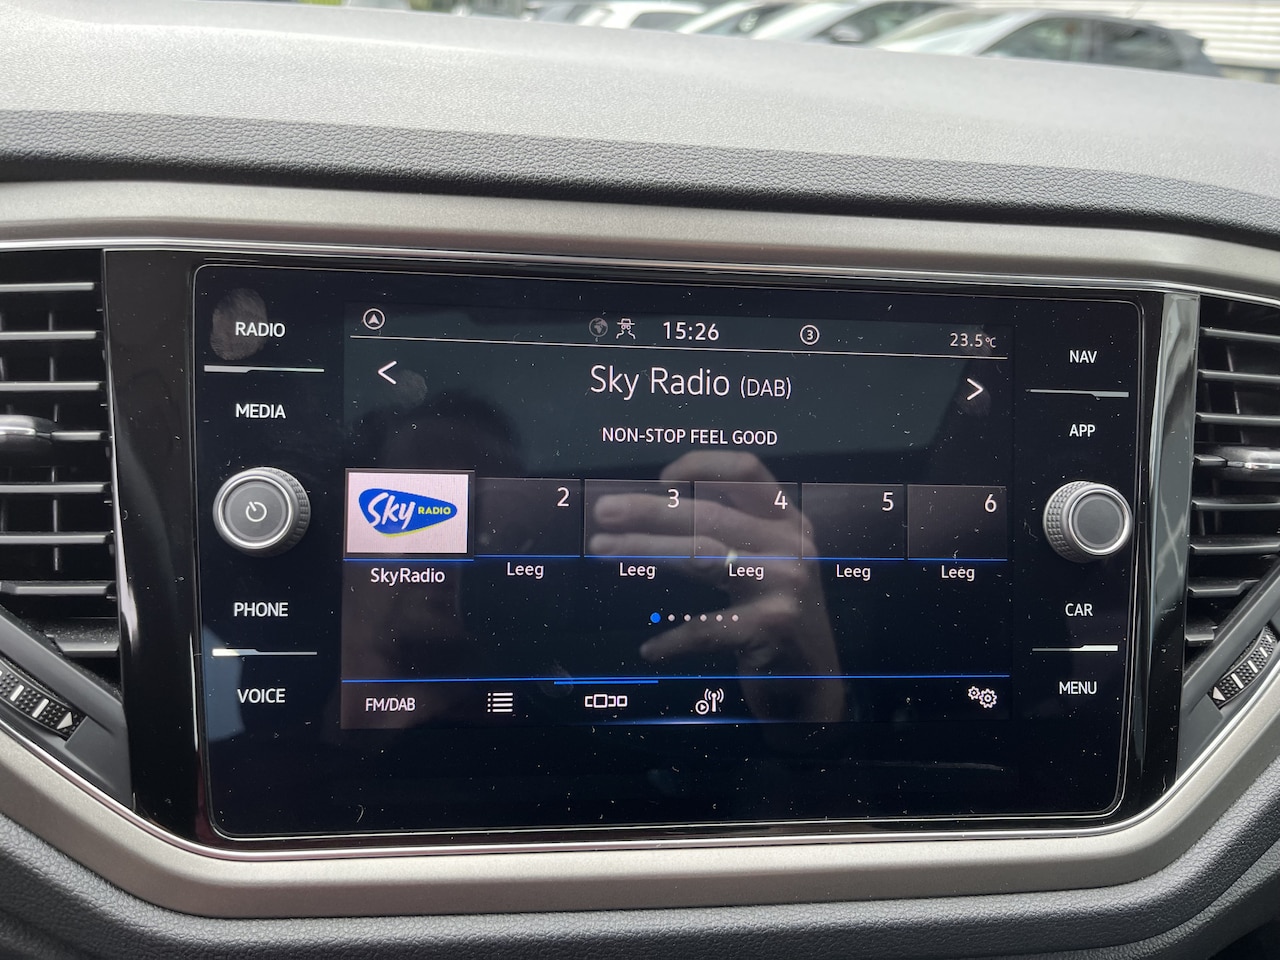 RADIO
MEDIA
PHONE
VOICE
15:26
3
23.5°C
Sky Radio (DAB)
NON-STOP FEEL GOOD
Sky RADIO
2
3
4
5
6
SkyRadio
Leeg
Leeg
Leeg
Leeg
Leeg
FM/DAB
NAV
APP
CAR
MENU